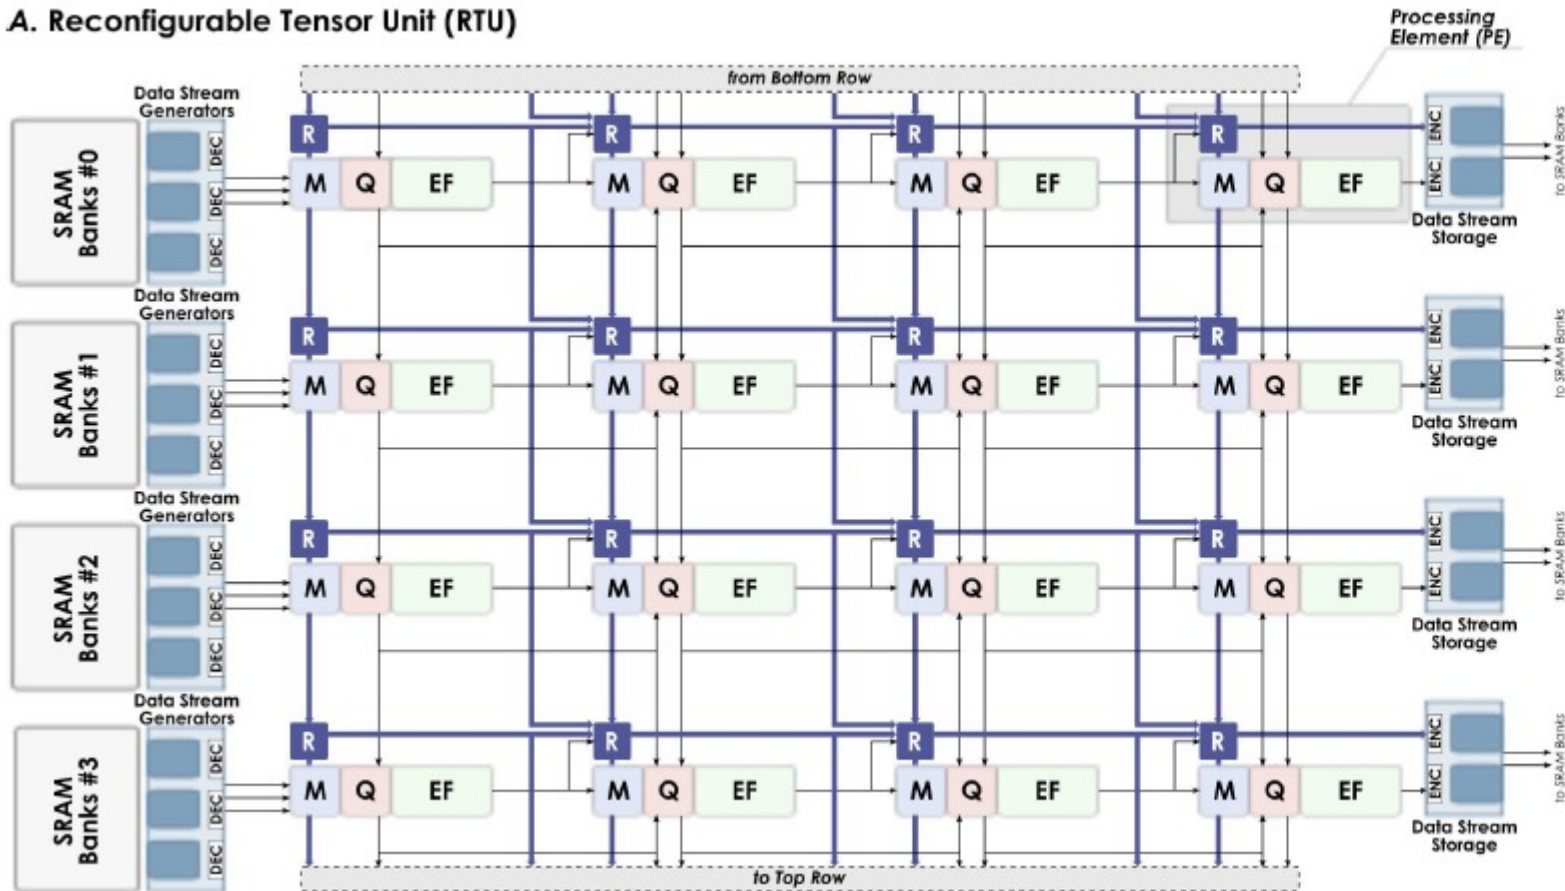 A. Reconfigurable Tensor Unit (RTU)
Processing
Element (PE)
from Bottom Row
Data Stream
Generators
SRAM
Banks #0
DEC
DEC
DEC
R
R
R
R
M Q EF
M Q EF
M Q EF
M Q EF
ENC
ENC
Data Stream
Storage
to SRAM Banks
Data Stream
Generators
SRAM
Banks #1
DEC
DEC
DEC
R
R
R
R
M Q EF
M Q EF
M Q EF
M Q EF
ENC
ENC
Data Stream
Storage
to SRAM Banks
Data Stream
Generators
SRAM
Banks #2
DEC
DEC
DEC
R
R
R
R
M Q EF
M Q EF
M Q EF
M Q EF
ENC
ENC
Data Stream
Storage
to SRAM Banks
Data Stream
Generators
SRAM
Banks #3
DEC
DEC
DEC
R
R
R
R
M Q EF
M Q EF
M Q EF
M Q EF
ENC
ENC
Data Stream
Storage
to SRAM Banks
to Top Row